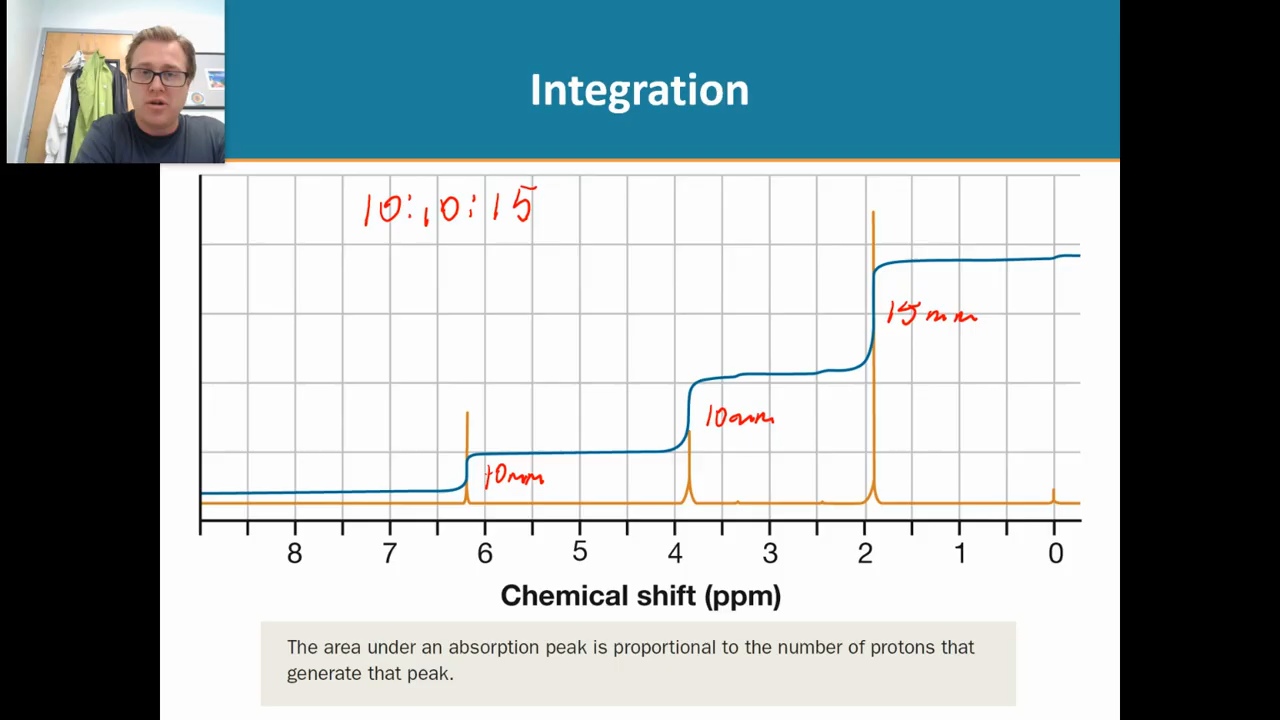 Integration
10:10:15
15mm
10mm
10mm
8 7 6 5 4 3 2 1 0
Chemical shift (ppm)
The area under an absorption peak is proportional to the number of protons that
generate that peak.